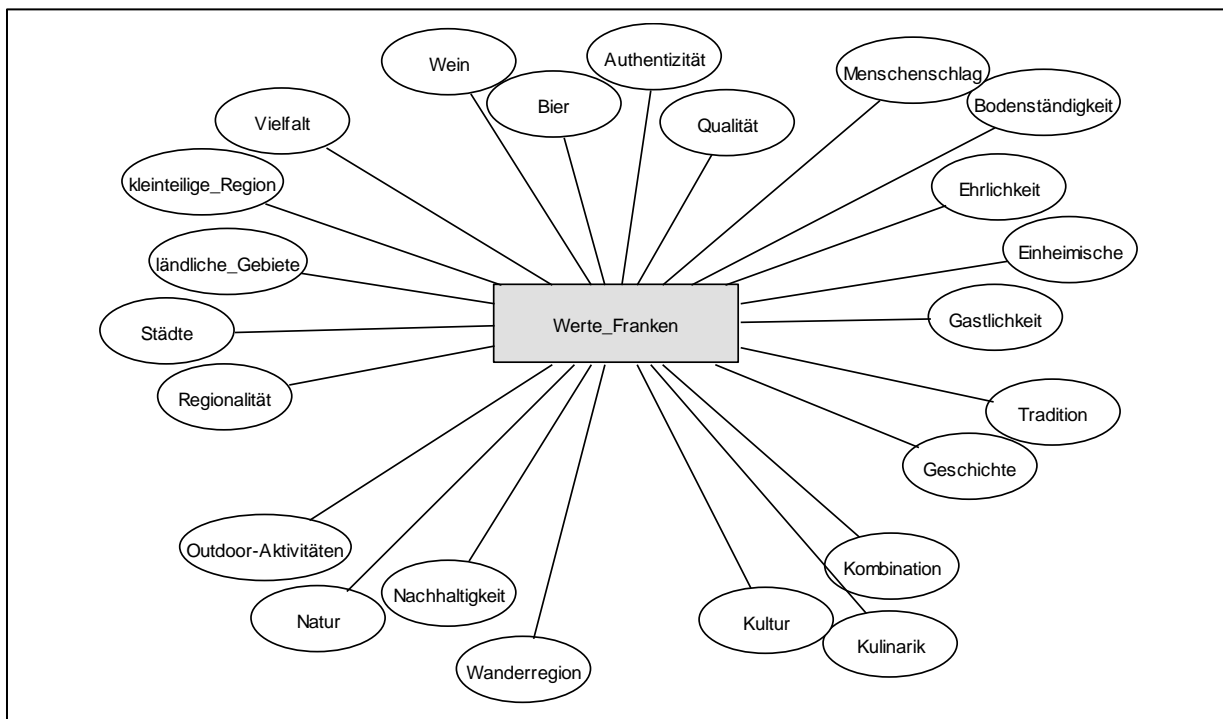 Wein
Authentizität
Menschenschlag
Bier
Bodenständigkeit
Vielfalt
Qualität
kleinteilige_Region
Ehrlichkeit
ländliche_Gebiete
Einheimische
Städte
Werte_Franken
Gastlichkeit
Regionalität
Tradition
Geschichte
Outdoor-Aktivitäten
Kombination
Natur
Nachhaltigkeit
Kultur
Kulinarik
Wanderregion